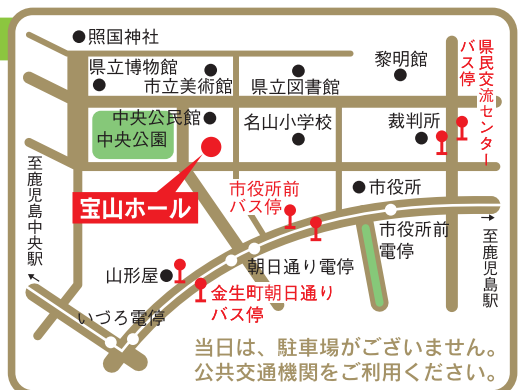 照国神社
県立博物館
市立美術館
県立図書館
黎明館
県民交流センター
バス停
中央公民館
中央公園
名山小学校
裁判所
至鹿児島中央駅
宝山ホール
市役所前
バス停
市役所
市役所前
電停
至鹿児島駅
朝日通り電停
山形屋
金生町朝日通り
バス停
いづろ電停
当日は、駐車場がございません。
公共交通機関をご利用ください。